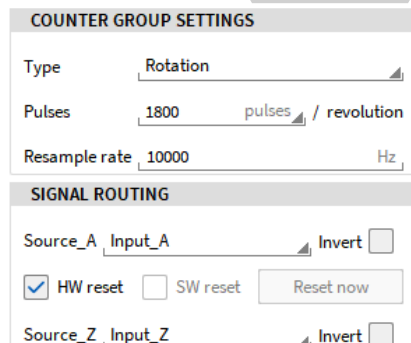 COUNTER GROUP SETTINGS
Type Rotation
Pulses 1800 pulses / revolution
Resample rate 10000 Hz
SIGNAL ROUTING
Source_A Input_A Invert
HW reset SW reset Reset now
Source_Z Input_Z Invert